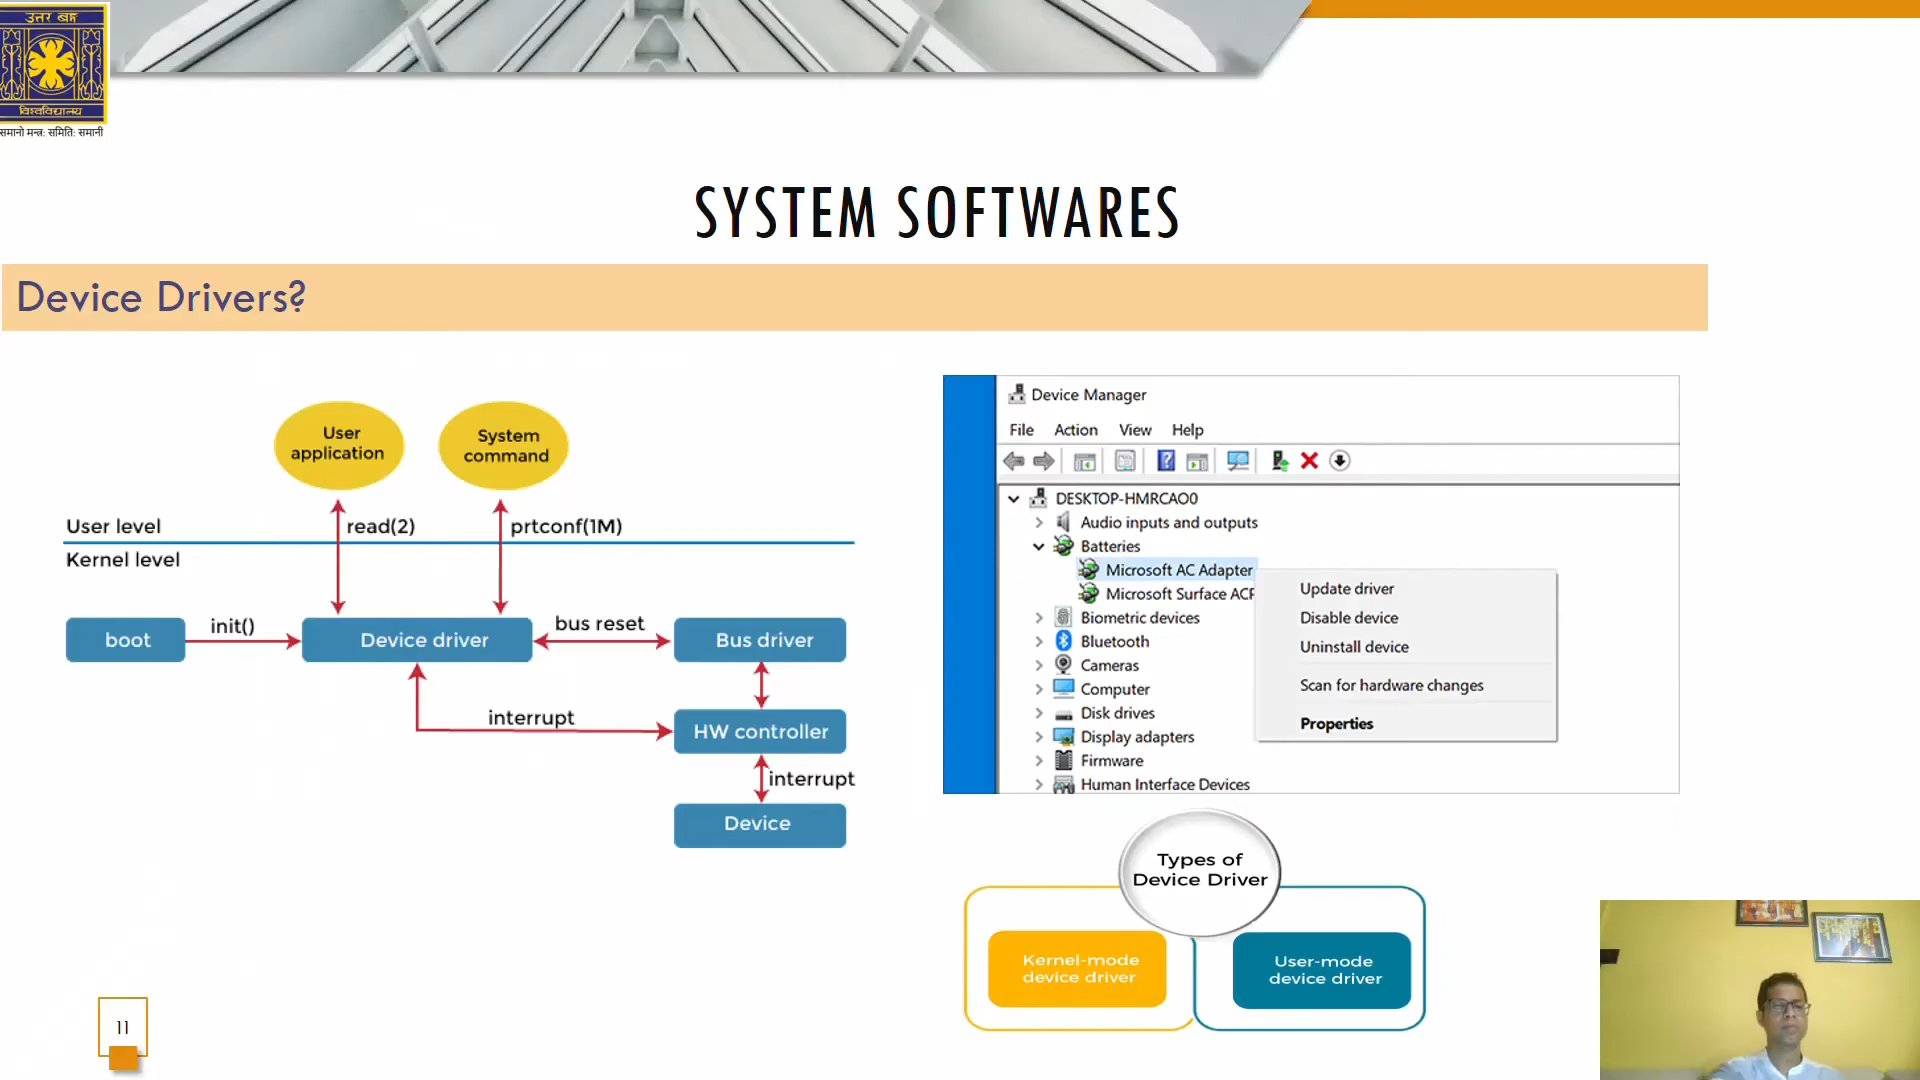 उत्तर बङ्ग
विश्वविद्यालय
समानो मन्त्र: समिति: समानी
SYSTEM SOFTWARES
Device Drivers?
User
application
System
command
User level
read(2)
prtconf(1M)
Kernel level
boot
init()
Device driver
bus reset
Bus driver
interrupt
HW controller
interrupt
Device
Device Manager
File Action View Help
DESKTOP-HMRCAO0
Audio inputs and outputs
Batteries
Microsoft AC Adapter
Microsoft Surface ACP
Biometric devices
Bluetooth
Cameras
Computer
Disk drives
Display adapters
Firmware
Human Interface Devices
Update driver
Disable device
Uninstall device
Scan for hardware changes
Properties
Types of
Device Driver
Kernel-mode
device driver
User-mode
device driver
11